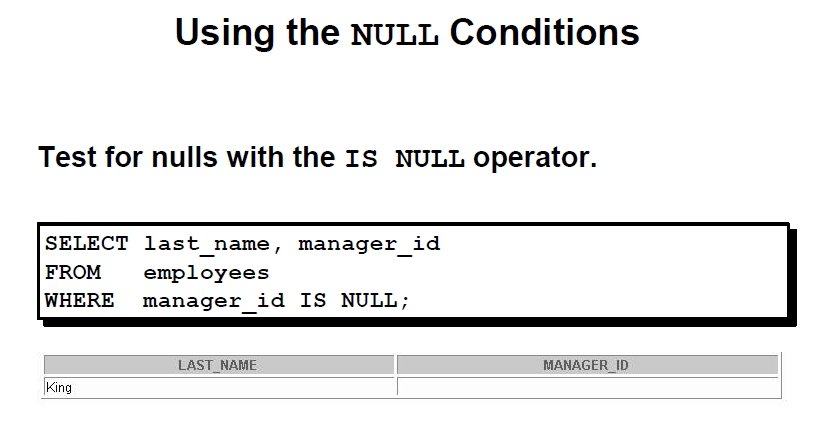 Using the NULL Conditions
Test for nulls with the IS NULL operator.
SELECT last_name, manager_id
FROM   employees
WHERE  manager_id IS NULL;
LAST_NAME MANAGER_ID
King